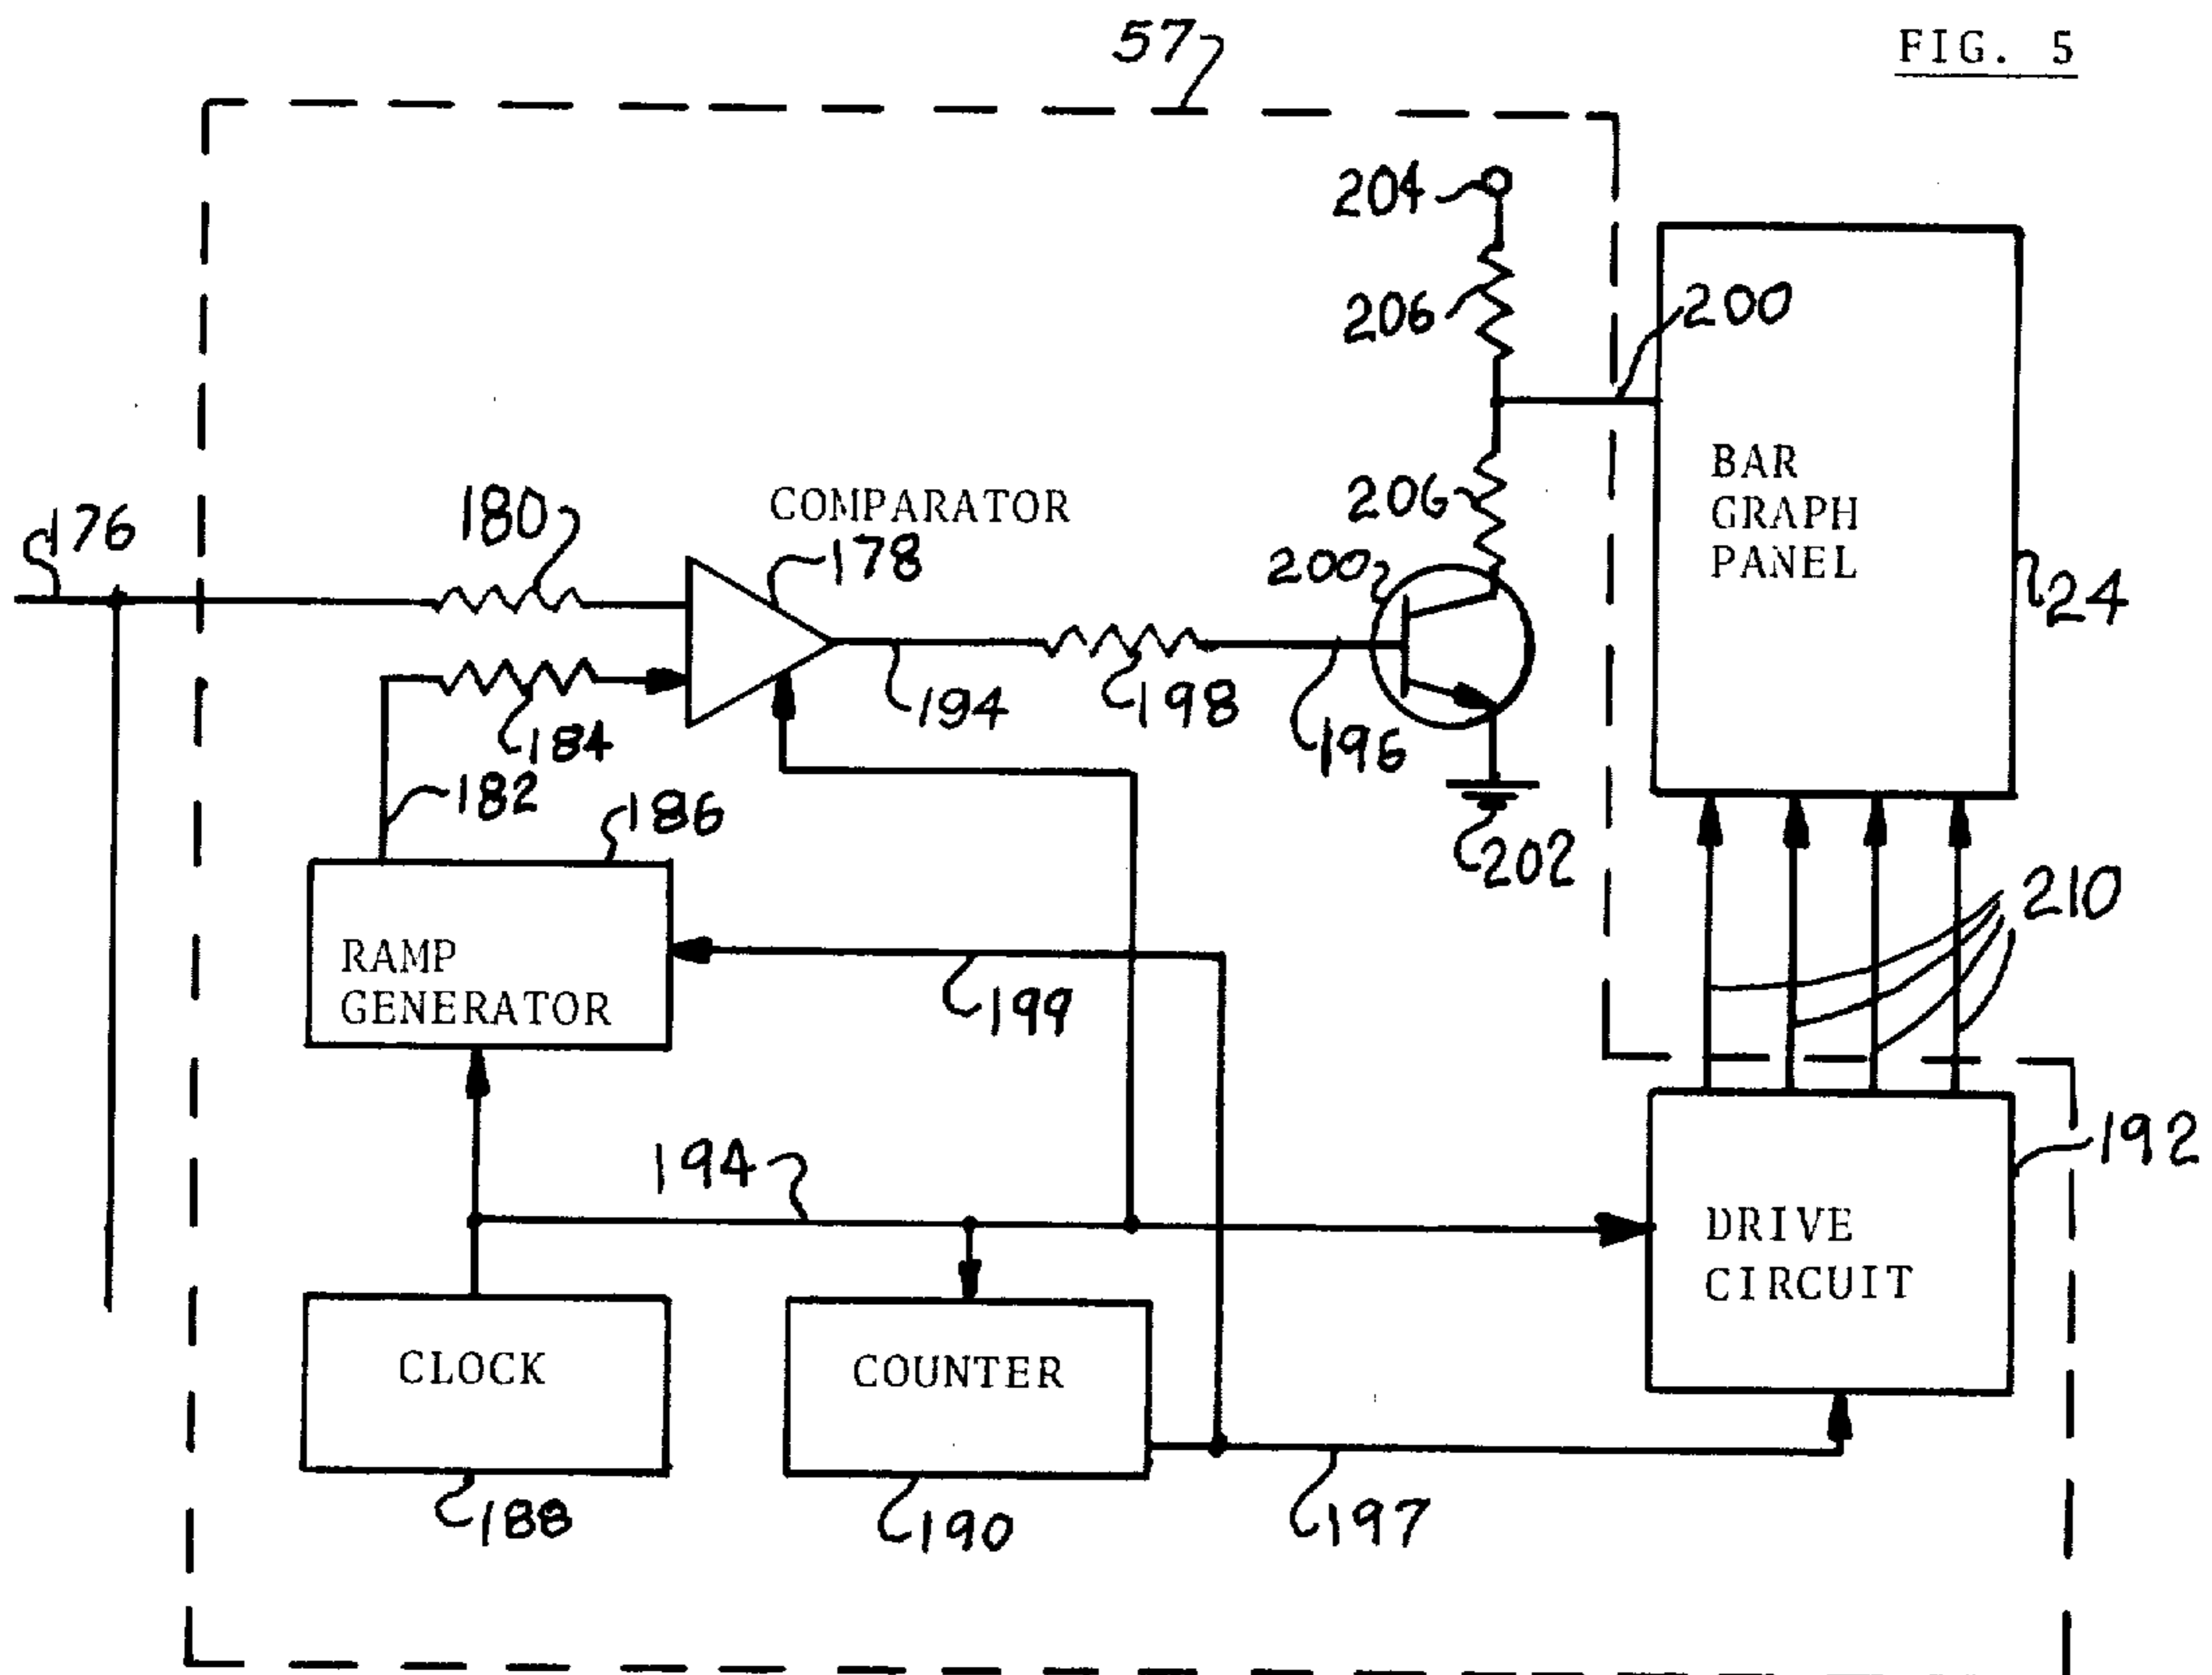 57
FIG. 5
204
206
200
BAR
GRAPH
PANEL
24
206
200
COMPARATOR
178
180
176
194
198
196
184
182
186
202
210
RAMP
GENERATOR
199
194
192
DRIVE
CIRCUIT
CLOCK
COUNTER
188
190
197